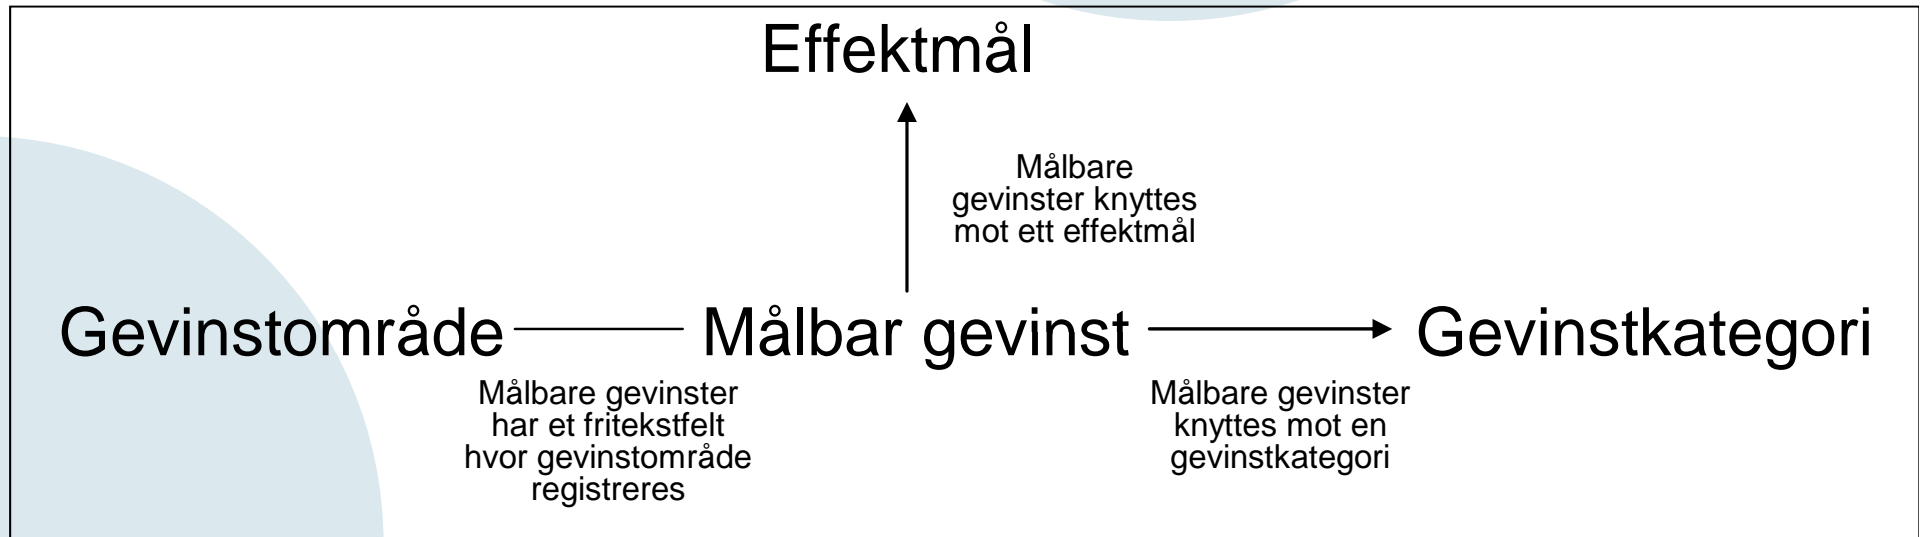 Effektmål
Målbare
gevinster knyttes
mot ett effektmål
Gevinstområde
Målbar gevinst
Gevinstkategori
Målbare gevinster
har et fritekstfelt
hvor gevinstområde
registreres
Målbare gevinster
knyttes mot en
gevinstkategori